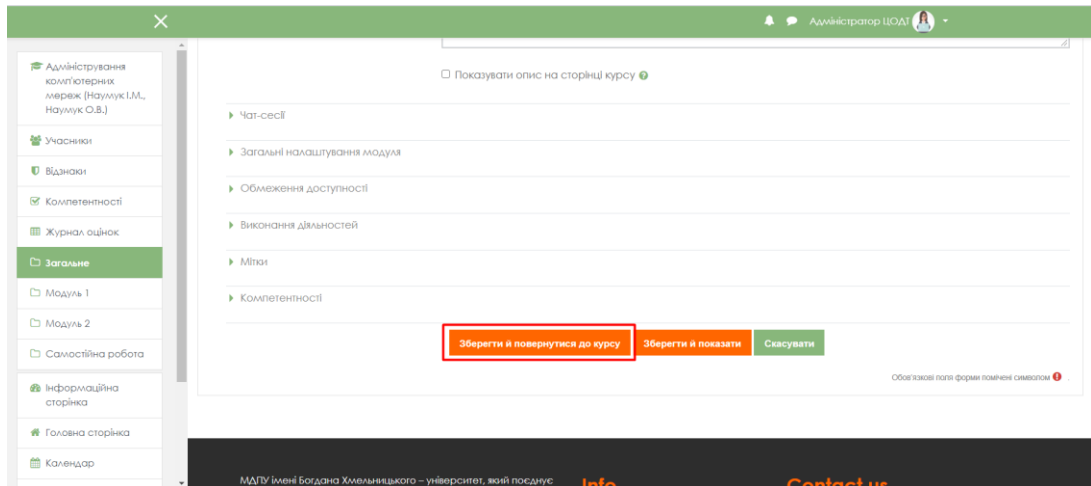 Адміністратор ЦОДТ
Адміністрування
комп'ютерних
мереж (Наумук І.М.,
Наумук О.В.)
Учасники
Відзнаки
Компетентності
Журнал оцінок
Загальне
Модуль 1
Модуль 2
Самостійна робота
Інформаційна
сторінка
Головна сторінка
Календар
Показувати опис на сторінці курсу
Чат-сесії
Загальні налаштування модуля
Обмеження доступності
Виконання діяльностей
Мітки
Компетентності
Зберегти й повернутися до курсу Зберегти й показати Скасувати
Обов'язкові поля форми помічені символом
МДПУ імені Богдана Хмельницького – університет, який поєднує
Info
Contact us